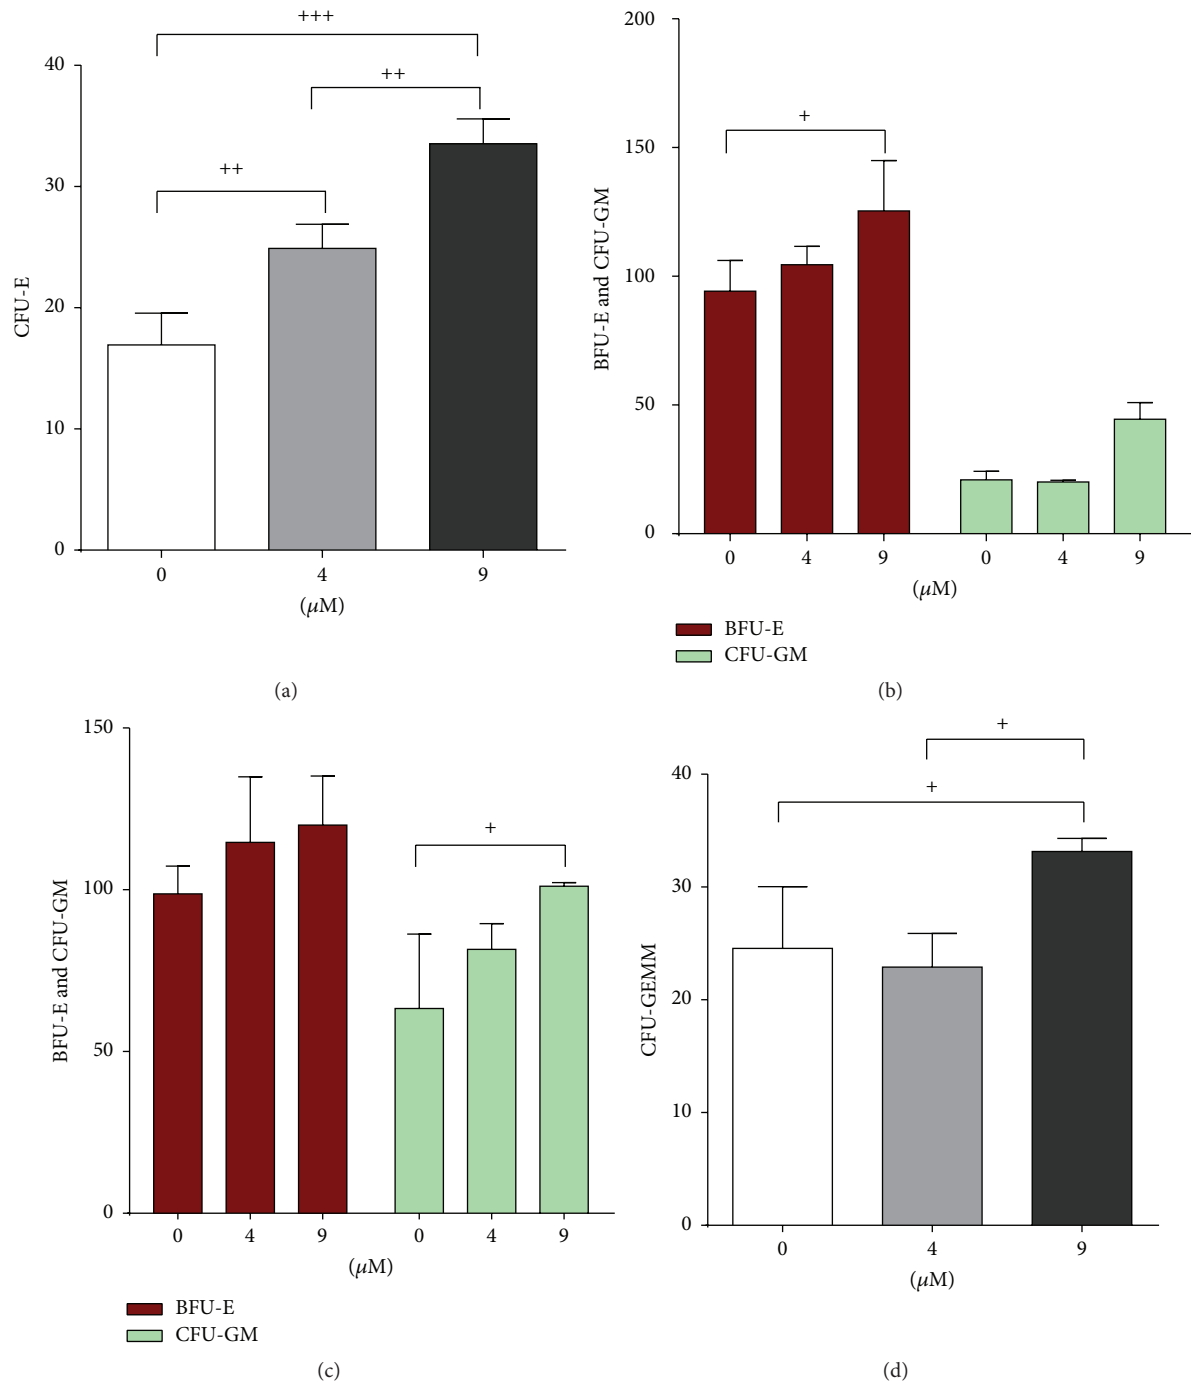 +++
++
++
40
30
20
10
0
CFU-E
0 4 9
(μM)
(a)
200
150
100
50
0
BFU-E and CFU-GM
+
0 4 9 0 4 9
(μM)
BFU-E
CFU-GM
(b)
150
100
50
0
BFU-E and CFU-GM
+
0 4 9 0 4 9
(μM)
BFU-E
CFU-GM
(c)
+
+
40
30
20
10
0
CFU-GEMM
0 4 9
(μM)
(d)